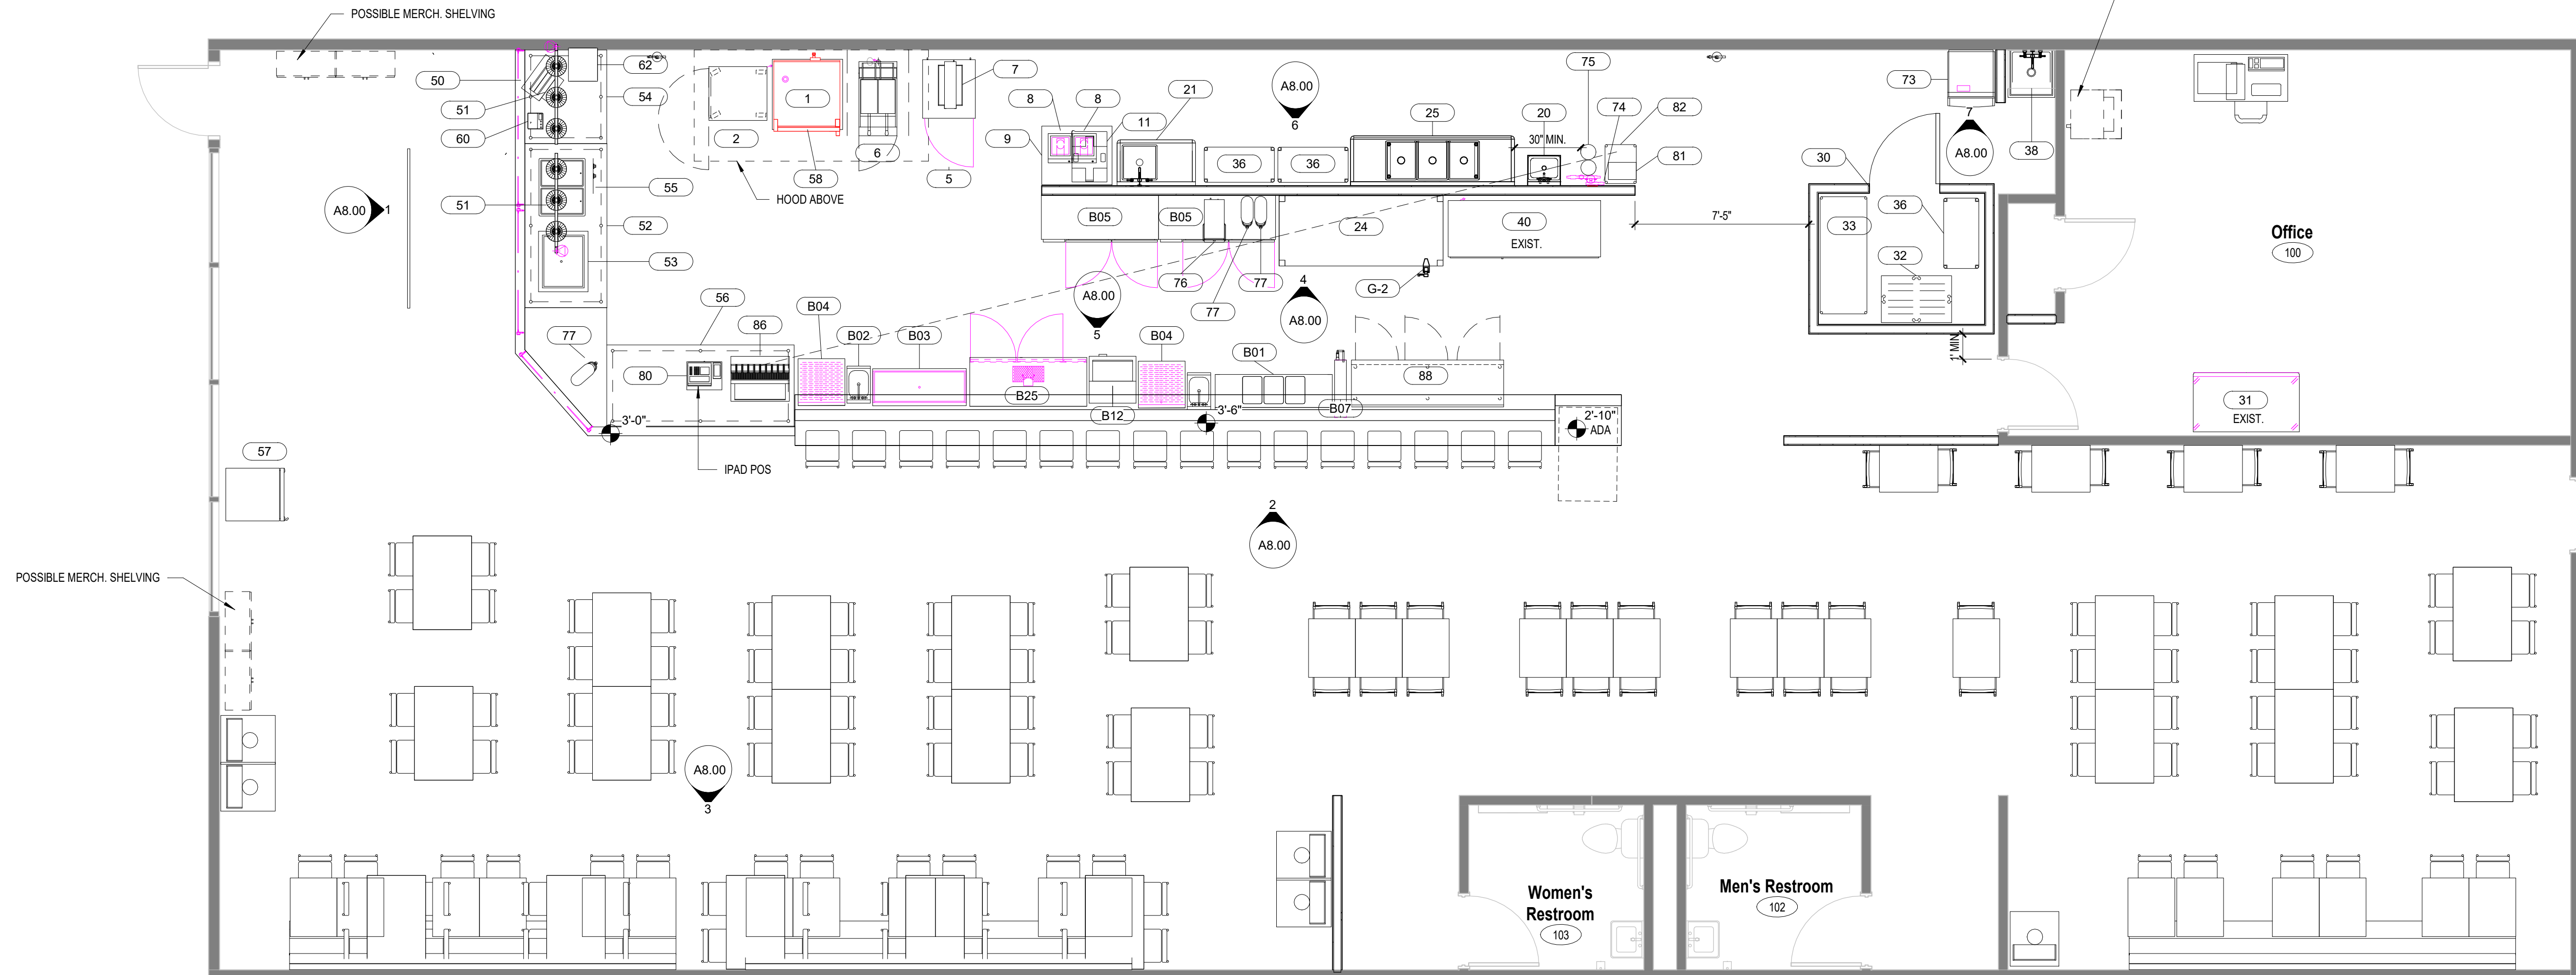 POSSIBLE MERCH. SHELVING
50
62
54
51
60
55
51
52
53
77
1
2
6
58
HOOD ABOVE
7
5
8
8
9
11
21
A8.00
6
36
36
25
20
30" MIN.
75
74
82
81
73
7
A8.00
38
30
33
36
32
1' MIN.
Office
100
31
EXIST.
A8.00
1
B05
B05
24
40
EXIST.
7'-5"
76
77
77
G-2
A8.00
5
4
A8.00
56
86
80
B04
B02
B03
B25
B12
B04
B01
B07
88
3'-0"
3'-6"
2'-10"
ADA
IPAD POS
57
2
A8.00
POSSIBLE MERCH. SHELVING
A8.00
3
Women's
Restroom
103
Men's Restroom
102